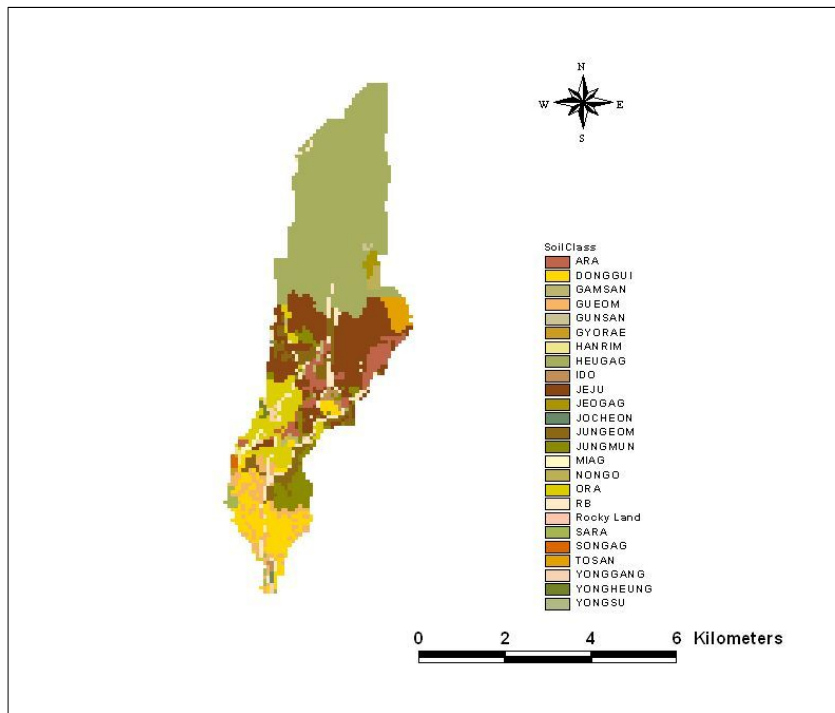 N
W E
S
SoilClass
ARA
DONGGUI
GAMSAN
GUEOM
GUNSAN
GYORAE
HANRIM
HEUGAG
IDO
JEJU
JEOGAG
JOCHEON
JUNGEOM
JUNGMUN
MIAG
NONGO
ORA
RB
Rocky Land
SARA
SONGAG
TOSAN
YONGGANG
YONGHEUNG
YONGSU
0 2 4 6 Kilometers